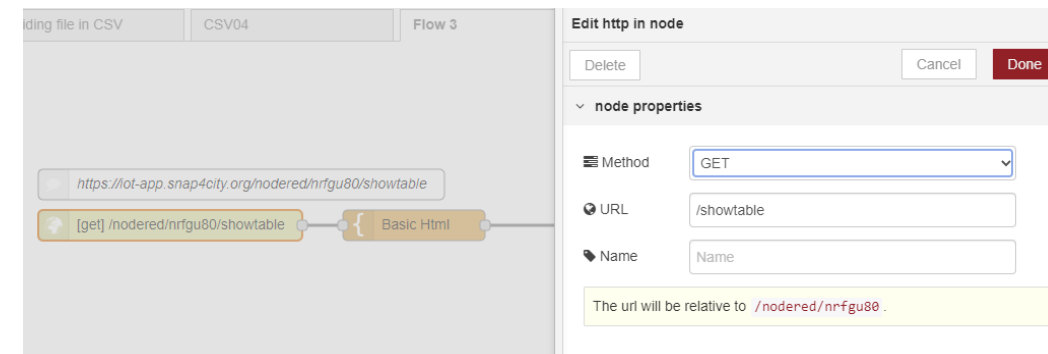 iding file in CSV
CSV04
Flow 3
https://iot-app.snap4city.org/nodered/nrfgu80/showtable
[get] /nodered/nrfgu80/showtable
Basic Html
Edit http in node
Delete
Cancel
Done
node properties
Method
GET
URL
/showtable
Name
Name
The url will be relative to /nodered/nrfgu80 .